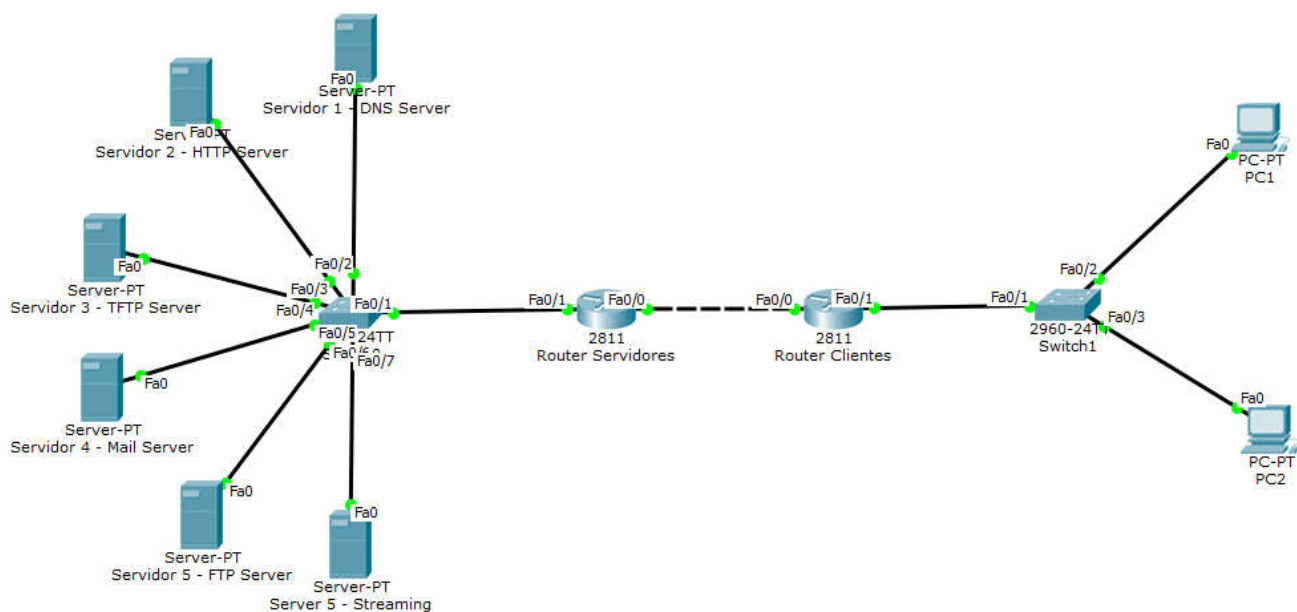 Fa0
Server-PT
Servidor 1 - DNS Server
Fa0
Servidor 2 - HTTP Server
Fa0
Server-PT
Servidor 3 - TFTP Server
Fa0/2
Fa0/3
Fa0/4
Fa0/1
Fa0/5
24TT
Fa0/7
Fa0
Server-PT
Servidor 4 - Mail Server
Fa0
Server-PT
Servidor 5 - FTP Server
Fa0
Server-PT
Server 5 - Streaming
Fa0/1
Fa0/0
2811
Router Servidores
Fa0/0
Fa0/1
2811
Router Clientes
Fa0/1
Fa0/2
Fa0/3
2960-24T
Switch1
Fa0
PC-PT
PC1
Fa0
PC-PT
PC2